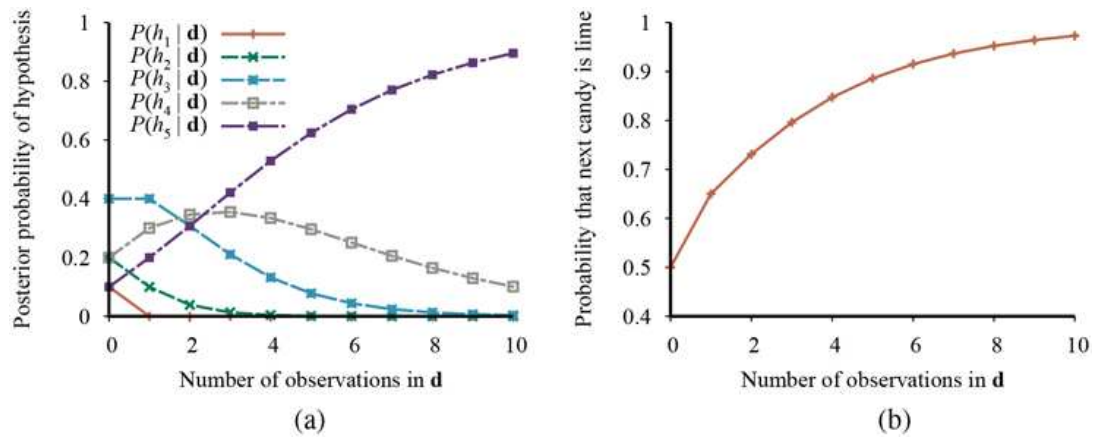 Posterior probability of hypothesis
1
0.8
0.6
0.4
0.2
0
P(h₁ | d)
P(h₂ | d)
P(h₃ | d)
P(h₄ | d)
P(h₅ | d)
0 2 4 6 8 10
Number of observations in d
(a)
Probability that next candy is lime
1
0.9
0.8
0.7
0.6
0.5
0.4
0 2 4 6 8 10
Number of observations in d
(b)